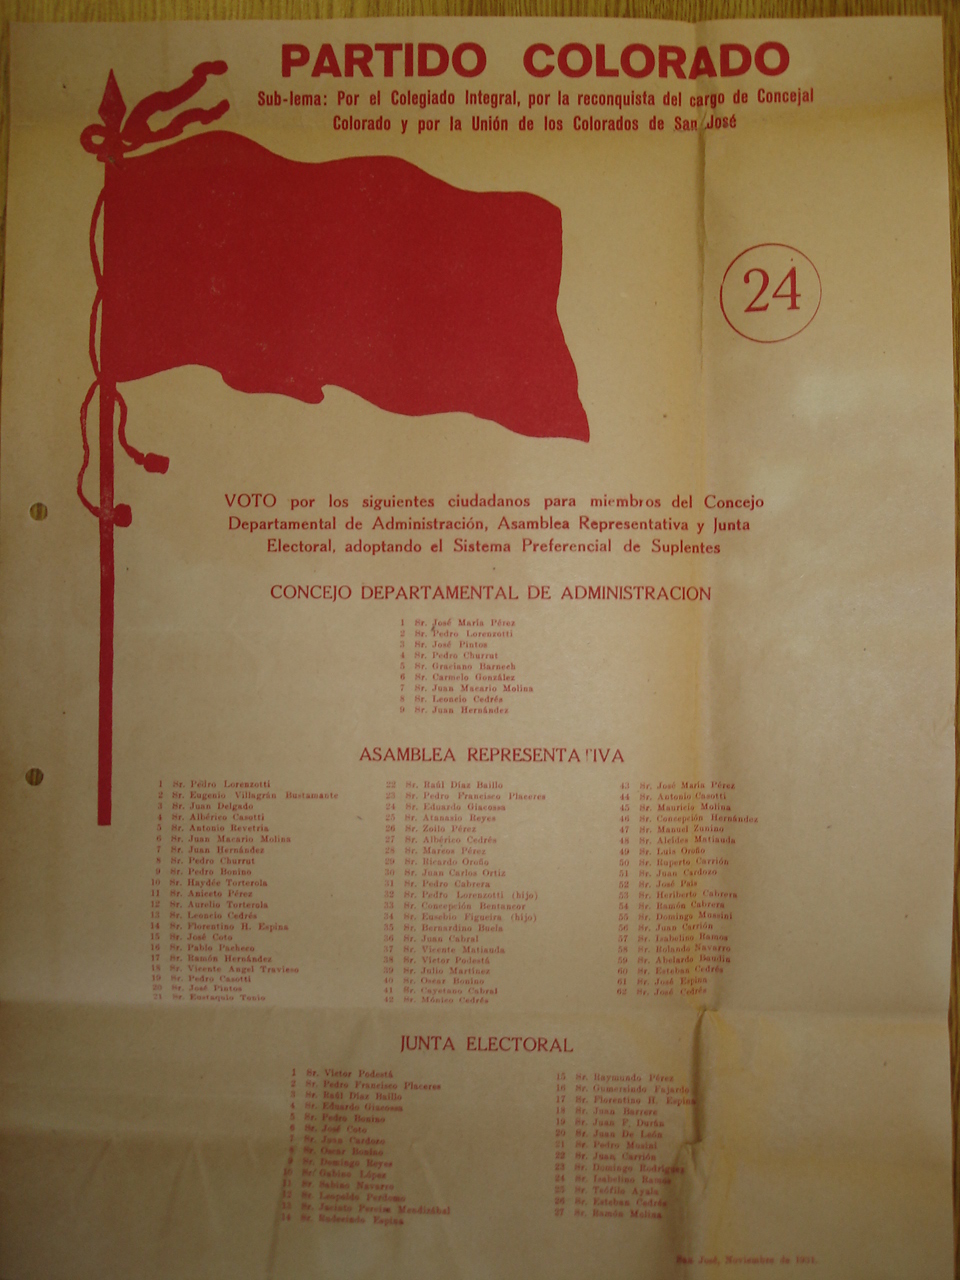 PARTIDO COLORADO
Sub-lema: Por el Colegiado Integral, por la reconquista del cargo de Concejal
Colorado y por la Unión de los Colorados de San José
24
VOTO por los siguientes ciudadanos para miembros del Concejo
Departamental de Administración, Asamblea Representativa y Junta
Electoral, adoptando el Sistema Preferencial de Suplentes
CONCEJO DEPARTAMENTAL DE ADMINISTRACION
1 Sr. José María Pérez
2 Sr. Pedro Lorenzotti
3 Sr. José Pintos
4 Sr. Pedro Churrut
5 Sr. Graciano Barnech
6 Sr. Carmelo González
7 Sr. Juan Macario Molina
8 Sr. Leoncio Cedrés
9 Sr. Juan Hernández
ASAMBLEA REPRESENTATIVA
1 Sr. Pedro Lorenzotti
2 Sr. Eugenio Villagrán Bustamante
3 Sr. Juan Delgado
4 Sr. Albérico Casutti
5 Sr. Antonio Revetria
6 Sr. Juan Macario Molina
7 Sr. Juan Hernández
8 Sr. Pedro Churrut
9 Sr. Pedro Bonino
10 Sr. Haydée Torterola
11 Sr. Aniceto Pérez
12 Sr. Aurelio Torterola
13 Sr. Leoncio Cedrés
14 Sr. Florentino H. Espina
15 Sr. José Coto
16 Sr. Pablo Pacheco
17 Sr. Ramón Hernández
18 Sr. Vicente Angel Travieso
19 Sr. Pedro Casutti
20 Sr. José Pintos
21 Sr. Eustaquio Tanio
22 Sr. Raúl Díaz Baillo
23 Sr. Pedro Francisco Placeres
24 Sr. Eduardo Giacosa
25 Sr. Atanasio Reyes
26 Sr. Zoilo Pérez
27 Sr. Albérico Cedrés
28 Sr. Marcos Pérez
29 Sr. Ricardo Oroño
30 Sr. Juan Carlos Ortiz
31 Sr. Pedro Cabrera
32 Sr. Pedro Lorenzotti (hijo)
33 Sr. Concepción Bentancor
34 Sr. Eusebio Figueira (hijo)
35 Sr. Bernardino Buela
36 Sr. Juan Cabral
37 Sr. Vicente Matiauda
38 Sr. Víctor Podestá
39 Sr. Julio Martínez
40 Sr. Oscar Bonino
41 Sr. Cayetano Cabral
42 Sr. Mónico Cedrés
43 Sr. José María Pérez
44 Sr. Antonio Casutti
45 Sr. Mauricio Molina
46 Sr. Concepción Hernández
47 Sr. Manuel Zunino
48 Sr. Alcides Matiauda
49 Sr. Luis Oroño
50 Sr. Ruperto Carrión
51 Sr. Juan Cardozo
52 Sr. José Pais
53 Sr. Heriberto Cabrera
54 Sr. Ramón Cabrera
55 Sr. Domingo Mussini
56 Sr. Juan Carrión
57 Sr. Isabelino Ramos
58 Sr. Rolando Navarro
59 Sr. Abelardo Baudin
60 Sr. Esteban Cedrés
61 Sr. José Espina
62 Sr. José Cedrés
JUNTA ELECTORAL
1 Sr. Víctor Podestá
2 Sr. Pedro Francisco Placeres
3 Sr. Raúl Díaz Baillo
4 Sr. Eduardo Giacosa
5 Sr. Pedro Bonino
6 Sr. José Coto
7 Sr. Juan Cardozo
8 Sr. Oscar Bonino
9 Sr. Domingo Reyes
10 Sr. Gabino López
11 Sr. Sabino Navarro
12 Sr. Leopoldo Perdomo
13 Sr. Jacinto Mendizábal
14 Sr. Rudesindo Espina
15 Sr. Raymundo Pérez
16 Sr. Gumersindo Fajardo
17 Sr. Florentino H. Espina
18 Sr. Juan Barrere
19 Sr. Juan P. Durán
20 Sr. Juan De León
21 Sr. Pedro Musini
22 Sr. Juan Carrión
23 Sr. Domingo Rodríguez
24 Sr. Isabelino Ramos
25 Sr. Teófilo Ayala
26 Sr. Esteban Cedrés
27 Sr. Ramón Molina
San José, Noviembre de